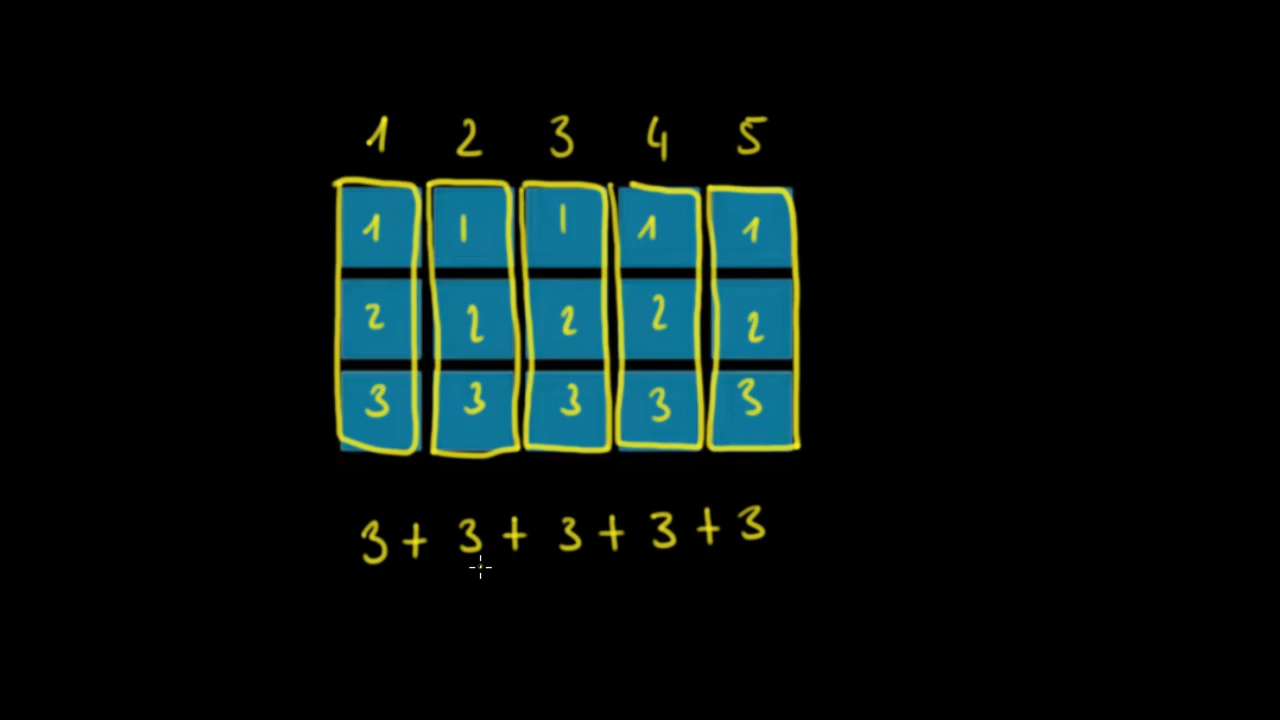 1 2 3 4 5
1 1 1 1 1
2 2 2 2 2
3 3 3 3 3
3 + 3 + 3 + 3 + 3